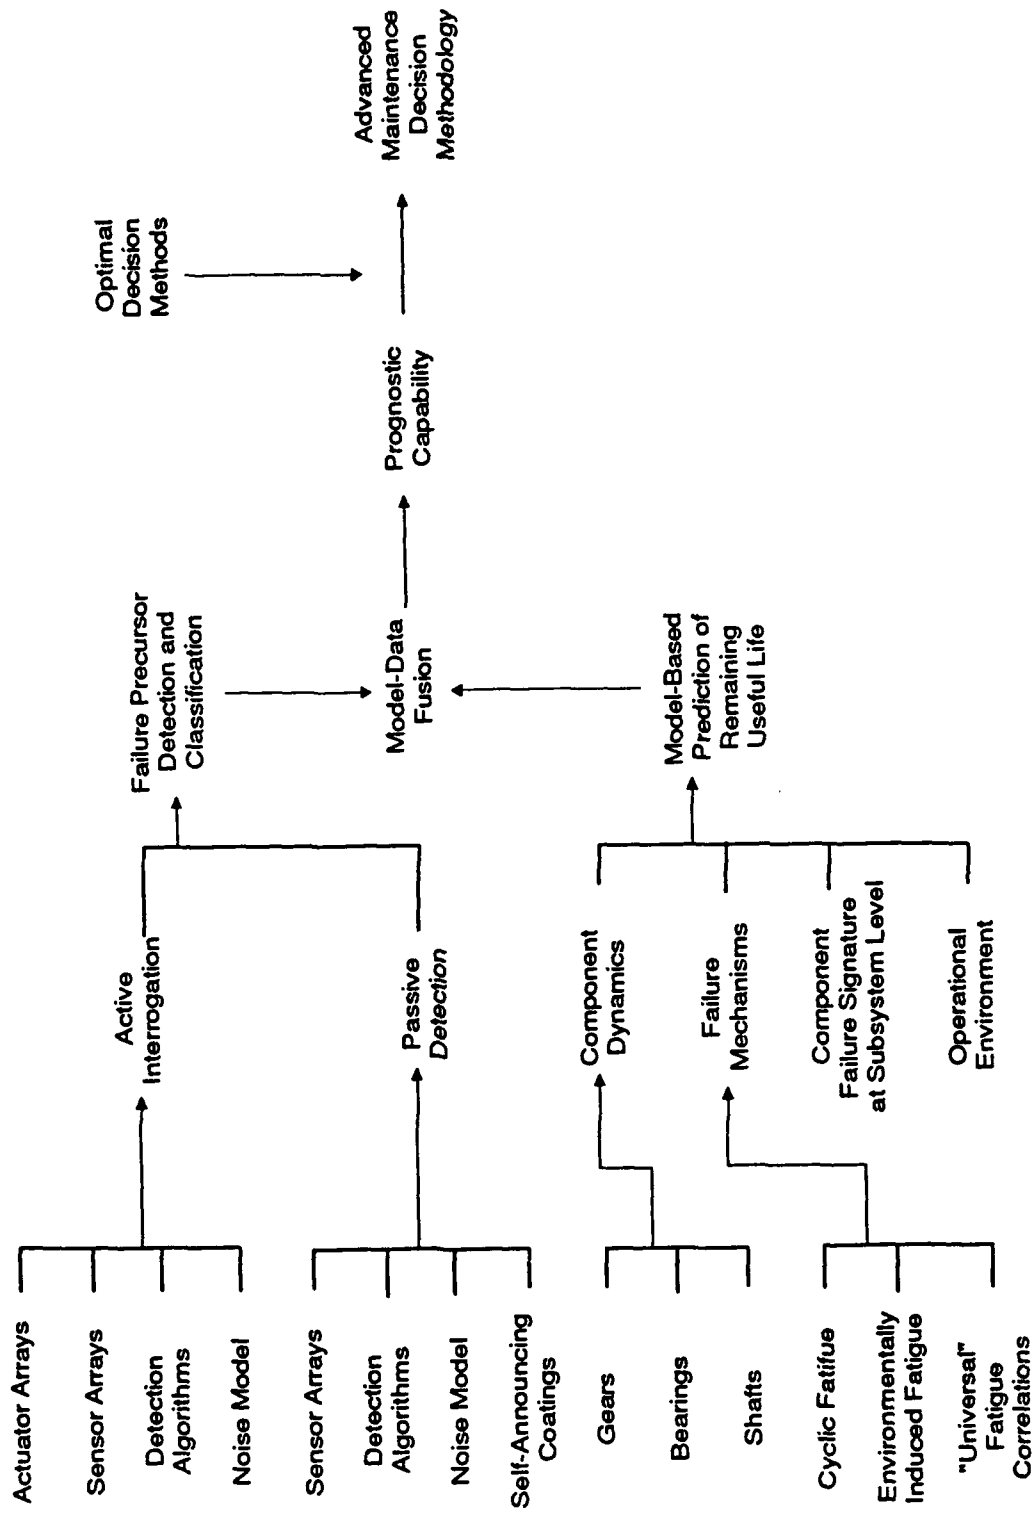 Actuator Arrays
Sensor Arrays
Detection
Algorithms
Noise Model
Sensor Arrays
Detection
Algorithms
Noise Model
Self-Announcing
Coatings
Gears
Bearings
Shafts
Cyclic Fatifue
Environmentally
Induced Fatigue
"Universal"
Fatigue
Correlations
Active
Interrogation
Passive
Detection
Component
Dynamics
Failure
Mechanisms
Component
Failure Signature
at Subsystem Level
Operational
Environment
Failure Precursor
Detection and
Classification
Model-Data
Fusion
Model-Based
Prediction of
Remaining
Useful Life
Prognostic
Capability
Optimal
Decision
Methods
Advanced
Maintenance
Decision
Methodology